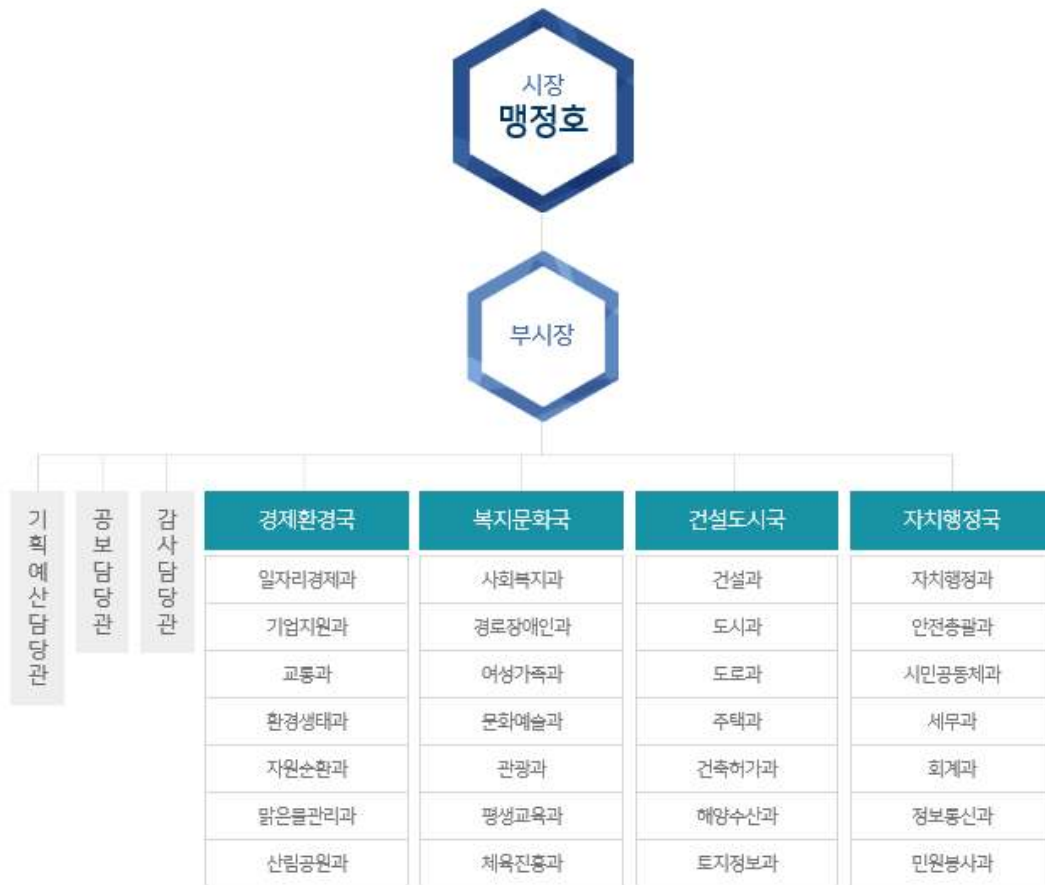 시장
맹정호
부시장
기획예산담당관
공보담당관
감사담당관
경제환경국
복지문화국
건설도시국
자치행정국
일자리경제과
사회복지과
건설과
자치행정과
기업지원과
경로장애인과
도시과
안전총괄과
교통과
여성가족과
도로과
시민공동체과
환경생태과
문화예술과
주택과
세무과
자원순환과
관광과
건축허가과
회계과
맑은물관리과
평생교육과
해양수산과
정보통신과
산림공원과
체육진흥과
토지정보과
민원봉사과